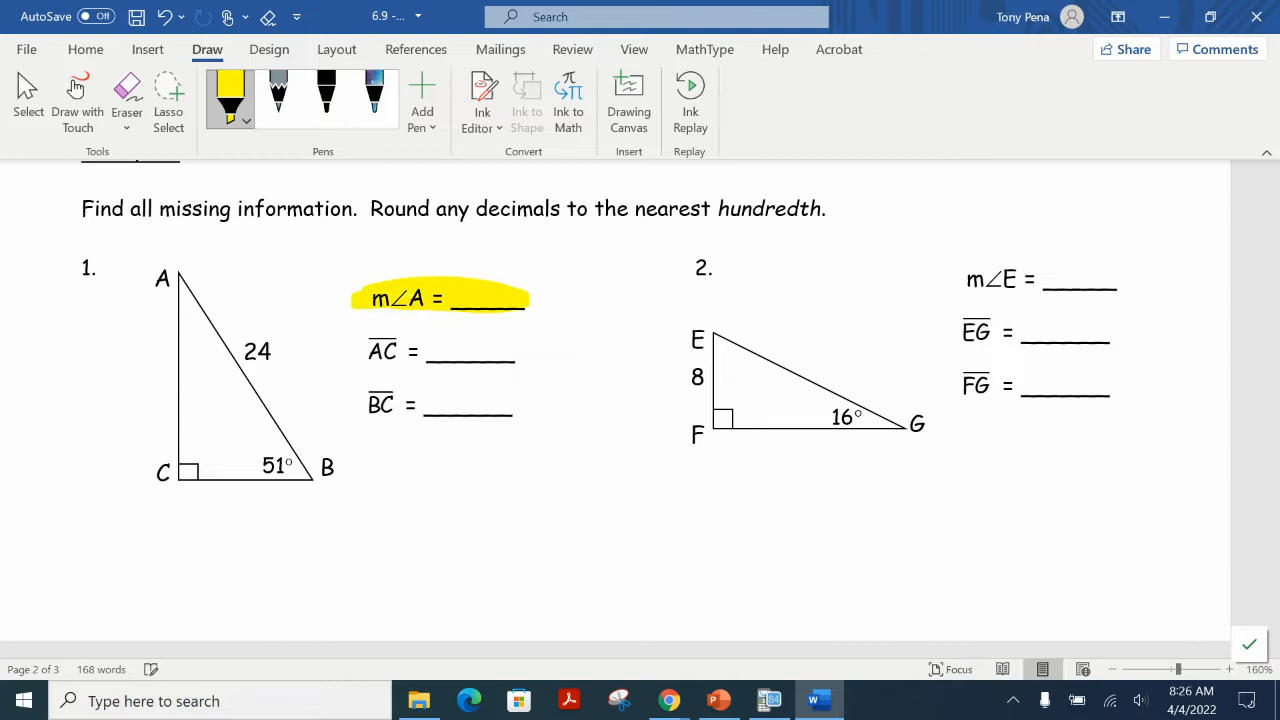 AutoSave Off 6.9 -... Search Tony Pena
File Home Insert Draw Design Layout References Mailings Review View MathType Help Acrobat Share Comments
Select Draw with Touch Eraser Lasso Select Add Pen Ink Editor Ink to Shape Ink to Math Drawing Canvas Ink Replay
Tools Pens Convert Insert Replay
Find all missing information. Round any decimals to the nearest hundredth.
1.
A
24
C
51° B
m∠A = ______
AC = _______
BC = _______
2.
E
8
F
16° G
m∠E = ______
EG = _______
FG = _______
Page 2 of 3 168 words Focus 160%
Type here to search
84
8:26 AM
4/4/2022